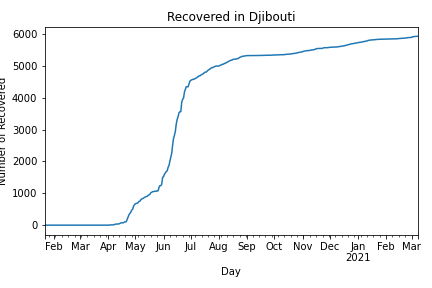 Recovered in Djibouti
Number of Recovered
6000
5000
4000
3000
2000
1000
0
Feb Mar Apr May Jun Jul Aug Sep Oct Nov Dec Jan Feb Mar
2021
Day